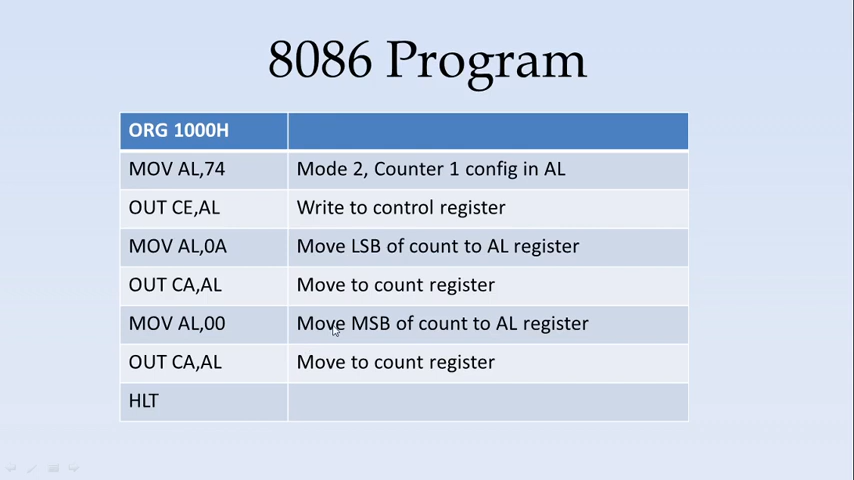 8086 Program
ORG 1000H
MOV AL,74 Mode 2, Counter 1 config in AL
OUT CE,AL Write to control register
MOV AL,0A Move LSB of count to AL register
OUT CA,AL Move to count register
MOV AL,00 Move MSB of count to AL register
OUT CA,AL Move to count register
HLT